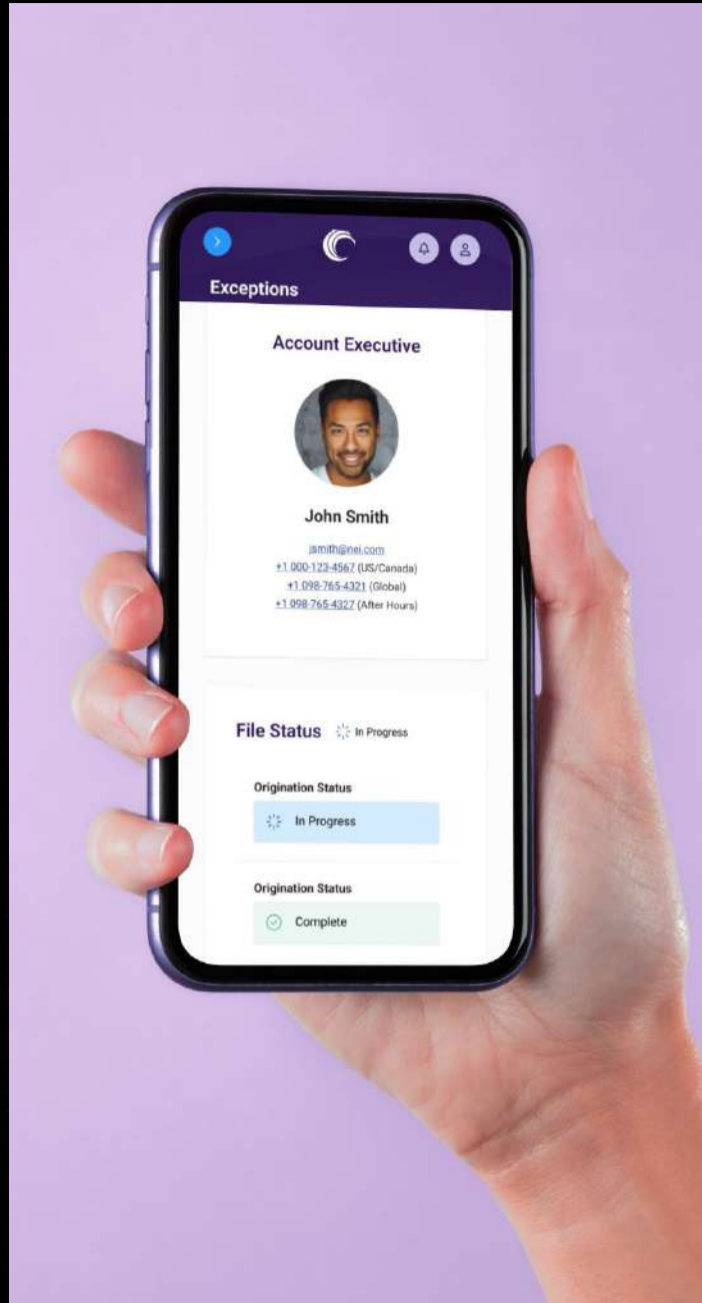 Exceptions
Account Executive
John Smith
jsmith@nei.com
+1 000-123-4567 (US/Canada)
+1 098-765-4321 (Global)
+1 098-765-4327 (After Hours)
File Status In Progress
Origination Status
In Progress
Origination Status
Complete